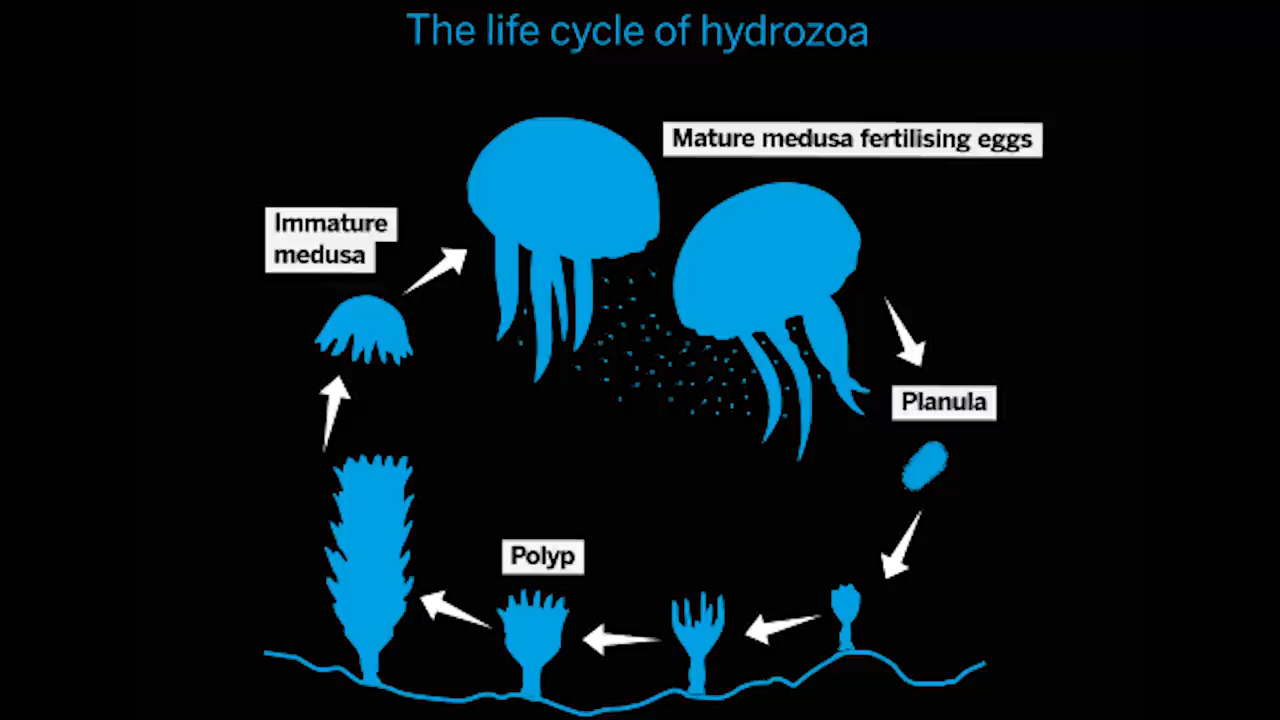 The life cycle of hydrozoa
Mature medusa fertilising eggs
Immature
medusa
Planula
Polyp